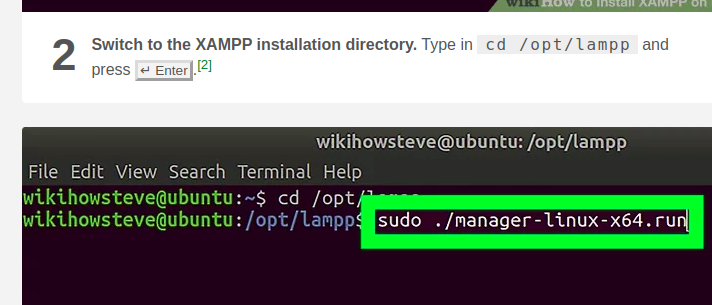 wikiHow to Install XAMPP on
2 Switch to the XAMPP installation directory. Type in cd /opt/lampp and
press ↵ Enter.[2]
wikihowsteve@ubuntu: /opt/lampp
File Edit View Search Terminal Help
wikihowsteve@ubuntu:~$ cd /opt/
wikihowsteve@ubuntu:/opt/lampp$ sudo ./manager-linux-x64.run